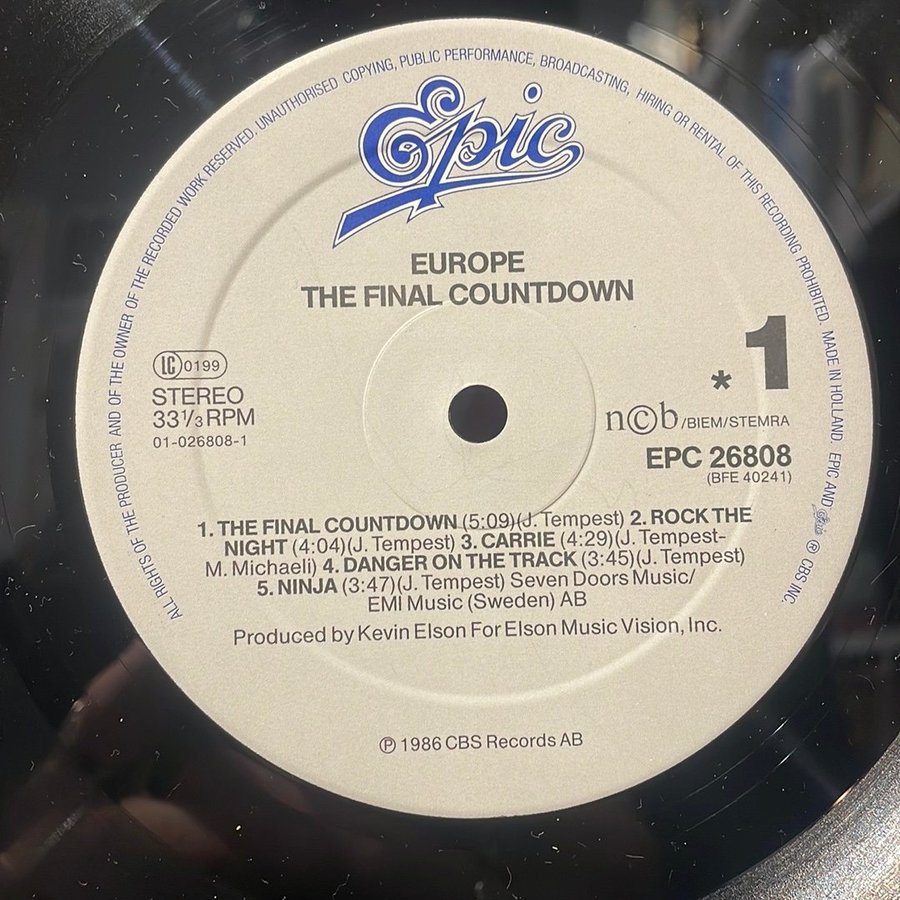 ALL RIGHTS OF THE PRODUCER AND OF THE OWNER OF THE RECORDED WORK RESERVED. UNAUTHORISED COPYING, PUBLIC PERFORMANCE, BROADCASTING, HIRING OR RENTAL OF THIS RECORDING PROHIBITED. MADE IN HOLLAND. EPIC AND Epic ® CBS INC.
Epic
EUROPE
THE FINAL COUNTDOWN
LC 0199
STEREO
33⅓ RPM
01-026808-1
* 1
n©b/BIEM/STEMRA
EPC 26808
(BFE 40241)
1. THE FINAL COUNTDOWN (5:09)(J. Tempest) 2. ROCK THE
NIGHT (4:04)(J. Tempest) 3. CARRIE (4:29)(J. Tempest-
M. Michaeli) 4. DANGER ON THE TRACK (3:45)(J. Tempest)
5. NINJA (3:47)(J. Tempest) Seven Doors Music/
EMI Music (Sweden) AB
Produced by Kevin Elson For Elson Music Vision, Inc.
℗ 1986 CBS Records AB